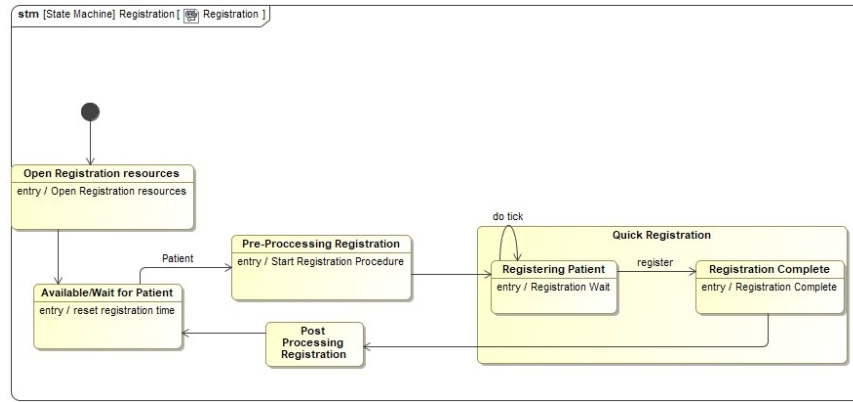 stm [State Machine] Registration [ Registration ]
Open Registration resources
entry / Open Registration resources
Patient
Pre-Proccessing Registration
entry / Start Registration Procedure
do tick
Quick Registration
Registering Patient
entry / Registration Wait
register
Registration Complete
entry / Registration Complete
Available/Wait for Patient
entry / reset registration time
Post
Processing
Registration